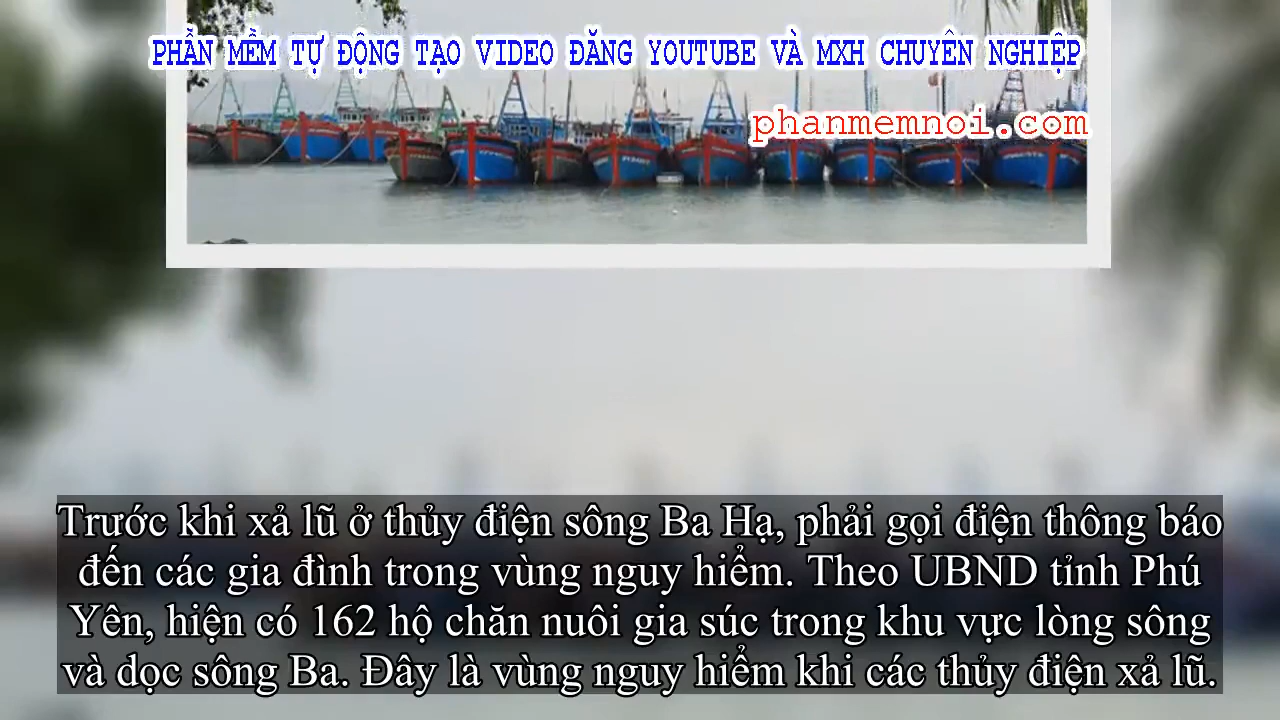 PHẦN MỀM TỰ ĐỘNG TẠO VIDEO ĐĂNG YOUTUBE VÀ MXH CHUYÊN NGHIỆP
phanmemnoi.com
Trước khi xả lũ ở thủy điện sông Ba Hạ, phải gọi điện thông báo
đến các gia đình trong vùng nguy hiểm. Theo UBND tỉnh Phú
Yên, hiện có 162 hộ chăn nuôi gia súc trong khu vực lòng sông
và dọc sông Ba. Đây là vùng nguy hiểm khi các thủy điện xả lũ.